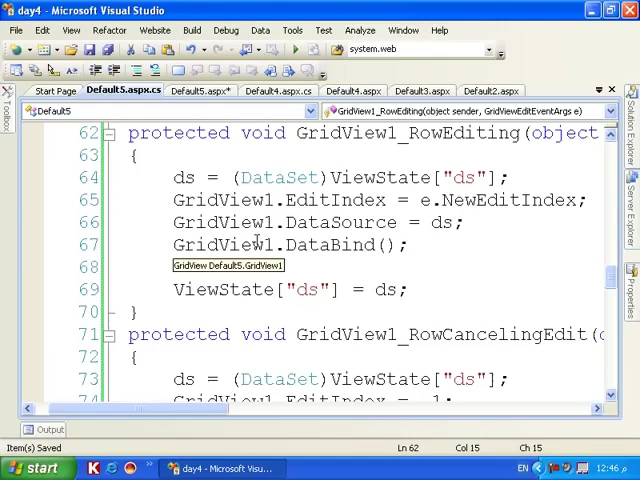 day4 - Microsoft Visual Studio
File Edit View Refactor Website Build Debug Data Tools Test Analyze Window Help
system.web
Start Page Default5.aspx.cs Default5.aspx* Default4.aspx.cs Default4.aspx Default3.aspx Default2.aspx
Default5 GridView1_RowEditing(object sender, GridViewEditEventArgs e)
Toolbox
Solution Explorer
Server Explorer
Properties
62 protected void GridView1_RowEditing(object
63 {
64 ds = (DataSet)ViewState["ds"];
65 GridView1.EditIndex = e.NewEditIndex;
66 GridView1.DataSource = ds;
67 GridView1.DataBind();
68 GridView Default5.GridView1
69 ViewState["ds"] = ds;
70 }
71 protected void GridView1_RowCancelingEdit(
72 {
73 ds = (DataSet)ViewState["ds"];
74 GridView1.EditIndex = -1;
Output
Item(s) Saved Ln 62 Col 15 Ch 15
start day4 - Microsoft Visu... EN 12:46 م